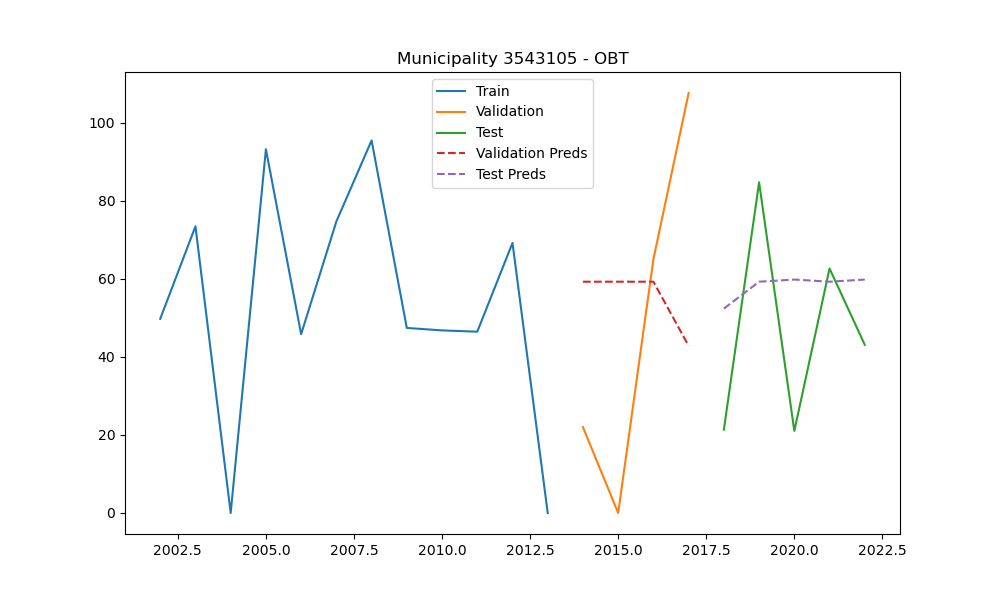 Municipality 3543105 - OBT
Train
Validation
Test
Validation Preds
Test Preds
100
80
60
40
20
0
2002.5 2005.0 2007.5 2010.0 2012.5 2015.0 2017.5 2020.0 2022.5